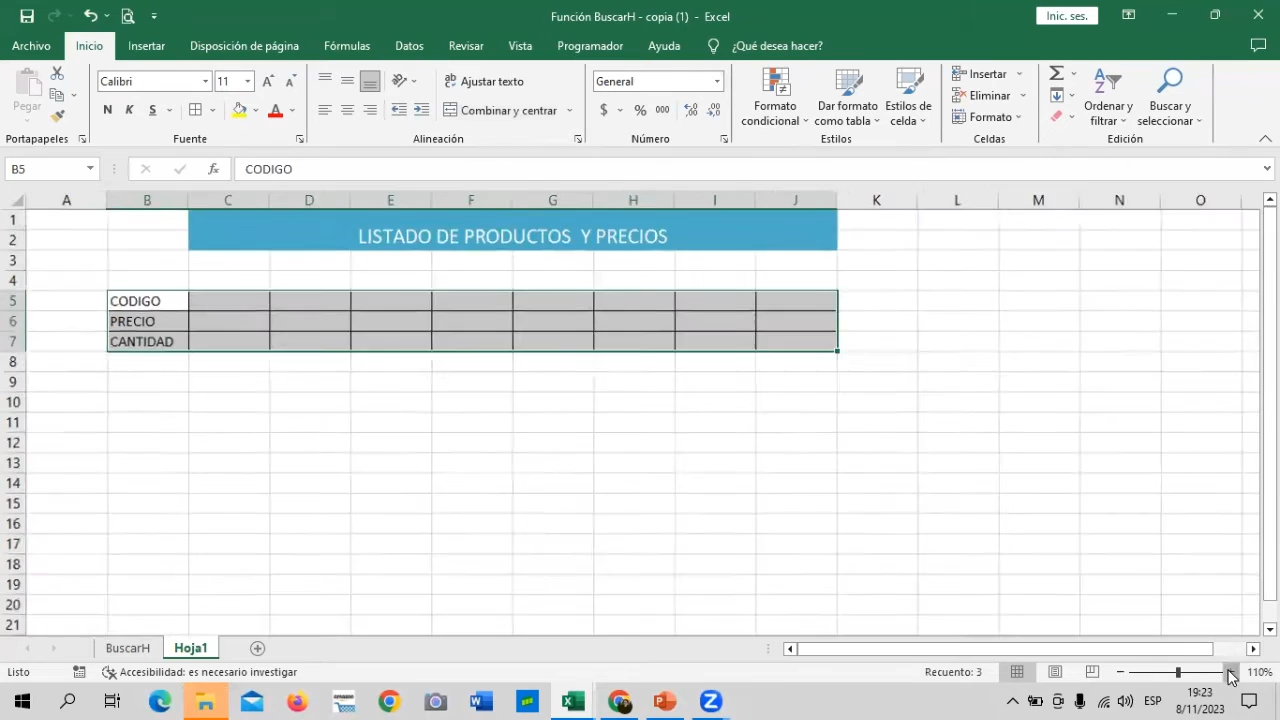 Función BuscarH - copia (1) - Excel
Inic. ses.
Archivo Inicio Insertar Disposición de página Fórmulas Datos Revisar Vista Programador Ayuda ¿Qué desea hacer?
Pegar
Calibri 11
Ajustar texto
General
Formato condicional
Dar formato como tabla
Estilos de celda
Insertar
Eliminar
Formato
Ordenar y filtrar
Buscar y seleccionar
N K S
Combinar y centrar
$ % 000
Portapapeles Fuente Alineación Número Estilos Celdas Edición
B5 fx CODIGO
A B C D E F G H I J K L M N O
1
2 LISTADO DE PRODUCTOS Y PRECIOS
3
4
5 CODIGO
6 PRECIO
7 CANTIDAD
8
9
10
11
12
13
14
15
16
17
18
19
20
21
BuscarH Hoja1
Listo Accesibilidad: es necesario investigar Recuento: 3 110%
ESP 19:23
8/11/2023